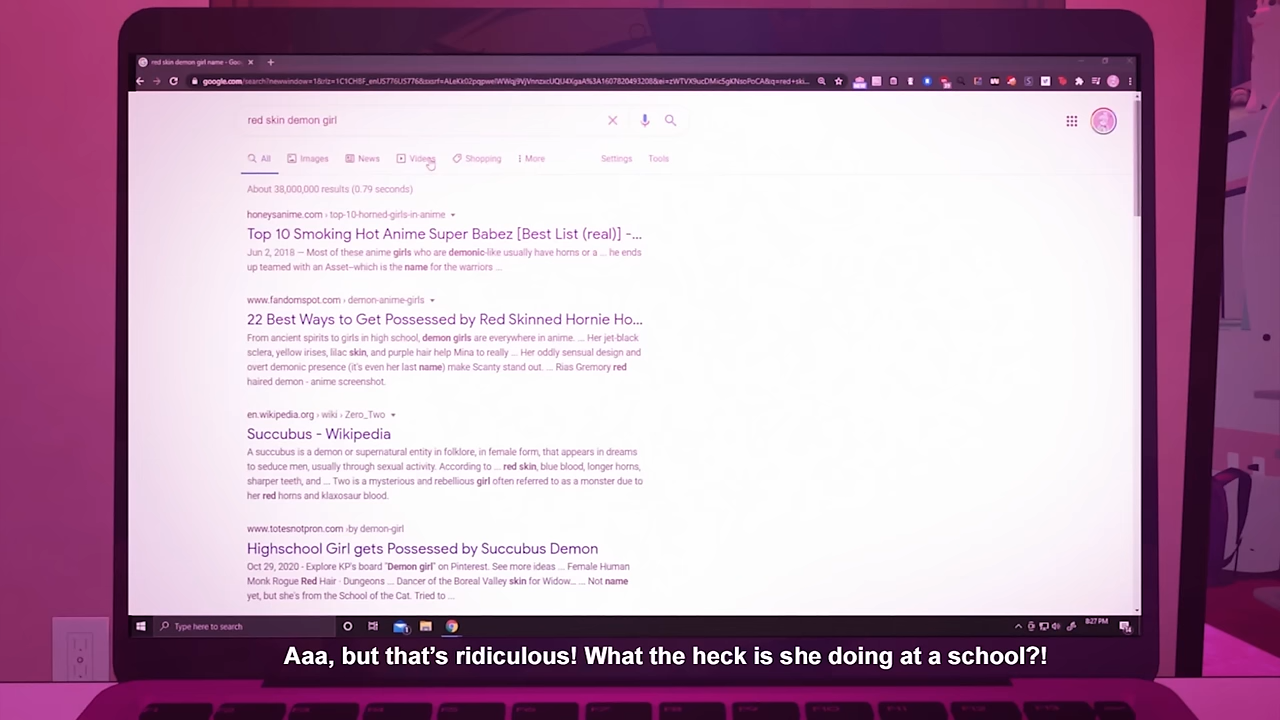 red skin demon girl name - Goo
google.com/search?
red skin demon girl
All Images News Videos Shopping More Settings Tools
About 38,000,000 results (0.79 seconds)
honeysanime.com › top-10-horned-girls-in-anime
Top 10 Smoking Hot Anime Super Babez [Best List (real)] -...
Jun 2, 2018 — Most of these anime girls who are demonic-like usually have horns or a ... he ends
up teamed with an Asset–which is the name for the warriors ...
www.fandomspot.com › demon-anime-girls
22 Best Ways to Get Possessed by Red Skinned Hornie Ho...
From ancient spirits to girls in high school, demon girls are everywhere in anime. ... Her jet-black
sclera, yellow irises, lilac skin, and purple hair help Mina to really ... Her oddly sensual design and
overt demonic presence (it's even her last name) make Scanty stand out. ... Rias Gremory red
haired demon - anime screenshot.
en.wikipedia.org › wiki › Zero_Two
Succubus - Wikipedia
A succubus is a demon or supernatural entity in folklore, in female form, that appears in dreams
to seduce men, usually through sexual activity. According to ... red skin, blue blood, longer horns,
sharper teeth, and ... Two is a mysterious and rebellious girl often referred to as a monster due to
her red horns and klaxosaur blood.
www.totesnotpron.com ›by demon-girl
Highschool Girl gets Possessed by Succubus Demon
Oct 29, 2020 - Explore KP's board "Demon girl" on Pinterest. See more ideas ... Female Human
Monk Rogue Red Hair · Dungeons ... Dancer of the Boreal Valley skin for Widow... ... Not name
yet, but she's from the School of the Cat. Tried to ...
Type here to search
8:27 PM
Aaa, but that's ridiculous! What the heck is she doing at a school?!